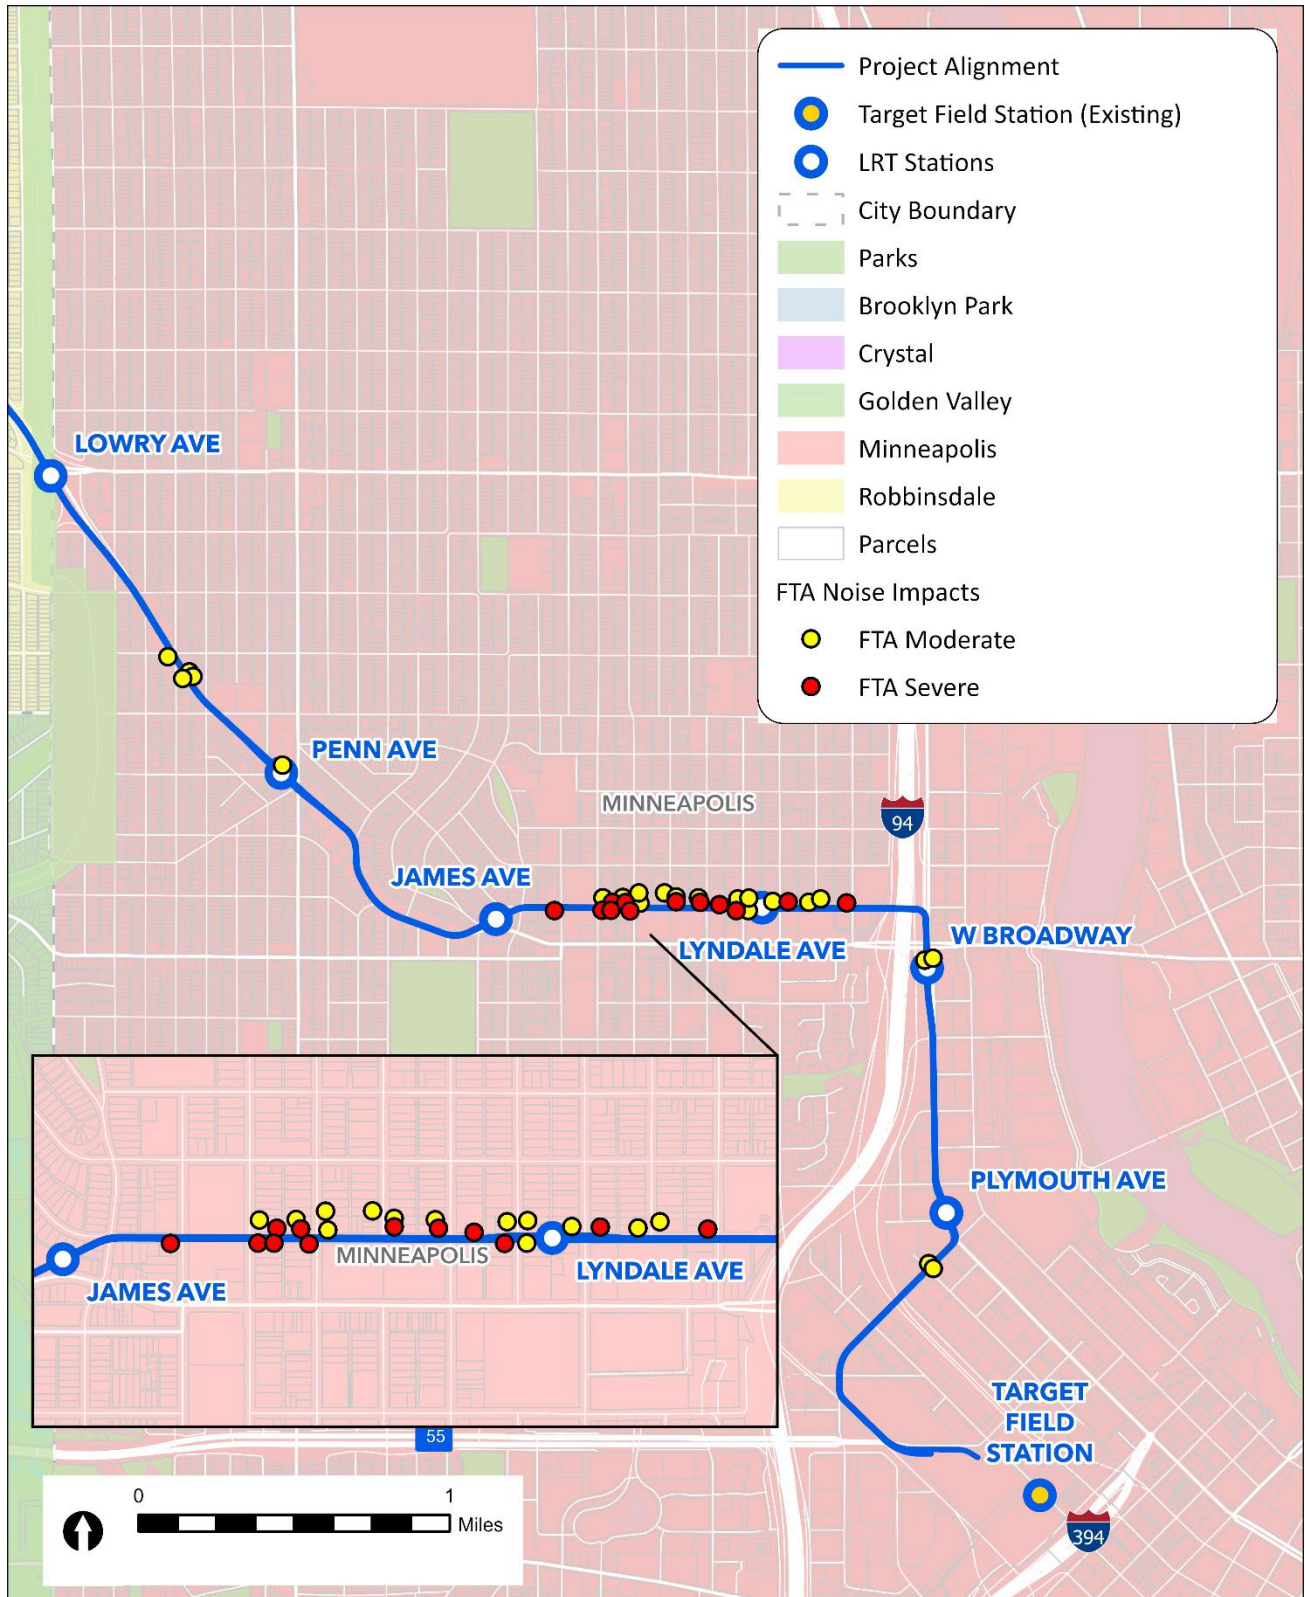 Project Alignment
Target Field Station (Existing)
LRT Stations
City Boundary
Parks
Brooklyn Park
Crystal
Golden Valley
Minneapolis
Robbinsdale
Parcels
FTA Noise Impacts
FTA Moderate
FTA Severe
LOWRY AVE
PENN AVE
MINNEAPOLIS
94
JAMES AVE
LYNDALE AVE
W BROADWAY
PLYMOUTH AVE
MINNEAPOLIS
JAMES AVE
LYNDALE AVE
TARGET
FIELD
STATION
55
394
0 1
Miles